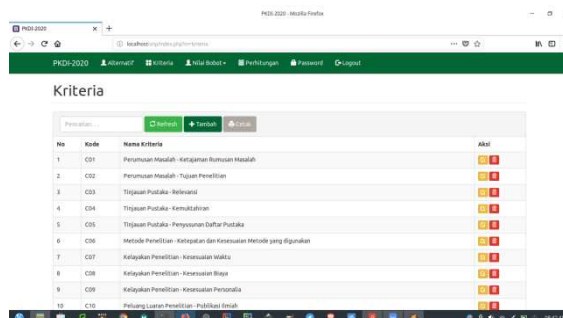 PKDI-2020 - Mozilla Firefox
PKDI-2020
PKDI-2020 Alternatif Kriteria Nilai Bobot Perhitungan Password Logout
Kriteria
Pencarian... Refresh Tambah Cetak
No Kode Nama Kriteria Aksi
1 C01 Perumusan Masalah - Ketajaman Rumusan Masalah
2 C02 Perumusan Masalah - Tujuan Penelitian
3 C03 Tinjauan Pustaka - Relevansi
4 C04 Tinjauan Pustaka - Kemuktahiran
5 C05 Tinjauan Pustaka - Penyusunan Daftar Pustaka
6 C06 Metode Penelitian - Ketepatan dan Kesesuaian Metode yang digunakan
7 C07 Kelayakan Penelitian - Kesesuaian Waktu
8 C08 Kelayakan Penelitian - Kesesuaian Biaya
9 C09 Kelayakan Penelitian - Kesesuaian Personalia
10 C10 Peluang Luaran Penelitian - Publikasi Ilmiah